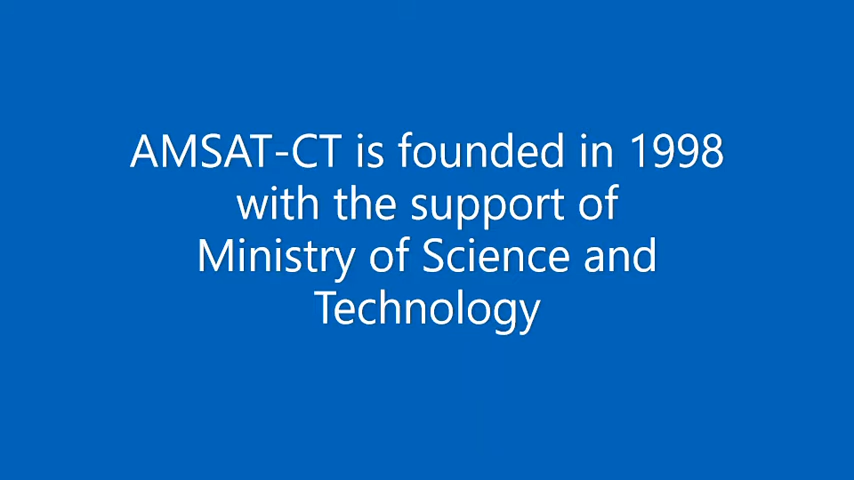 AMSAT-CT is founded in 1998
with the support of
Ministry of Science and
Technology